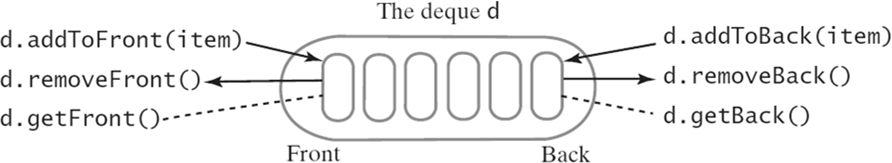 The deque d
d.addToFront(item)
d.removeFront()
d.getFront()
d.addToBack(item)
d.removeBack()
d.getBack()
Front
Back